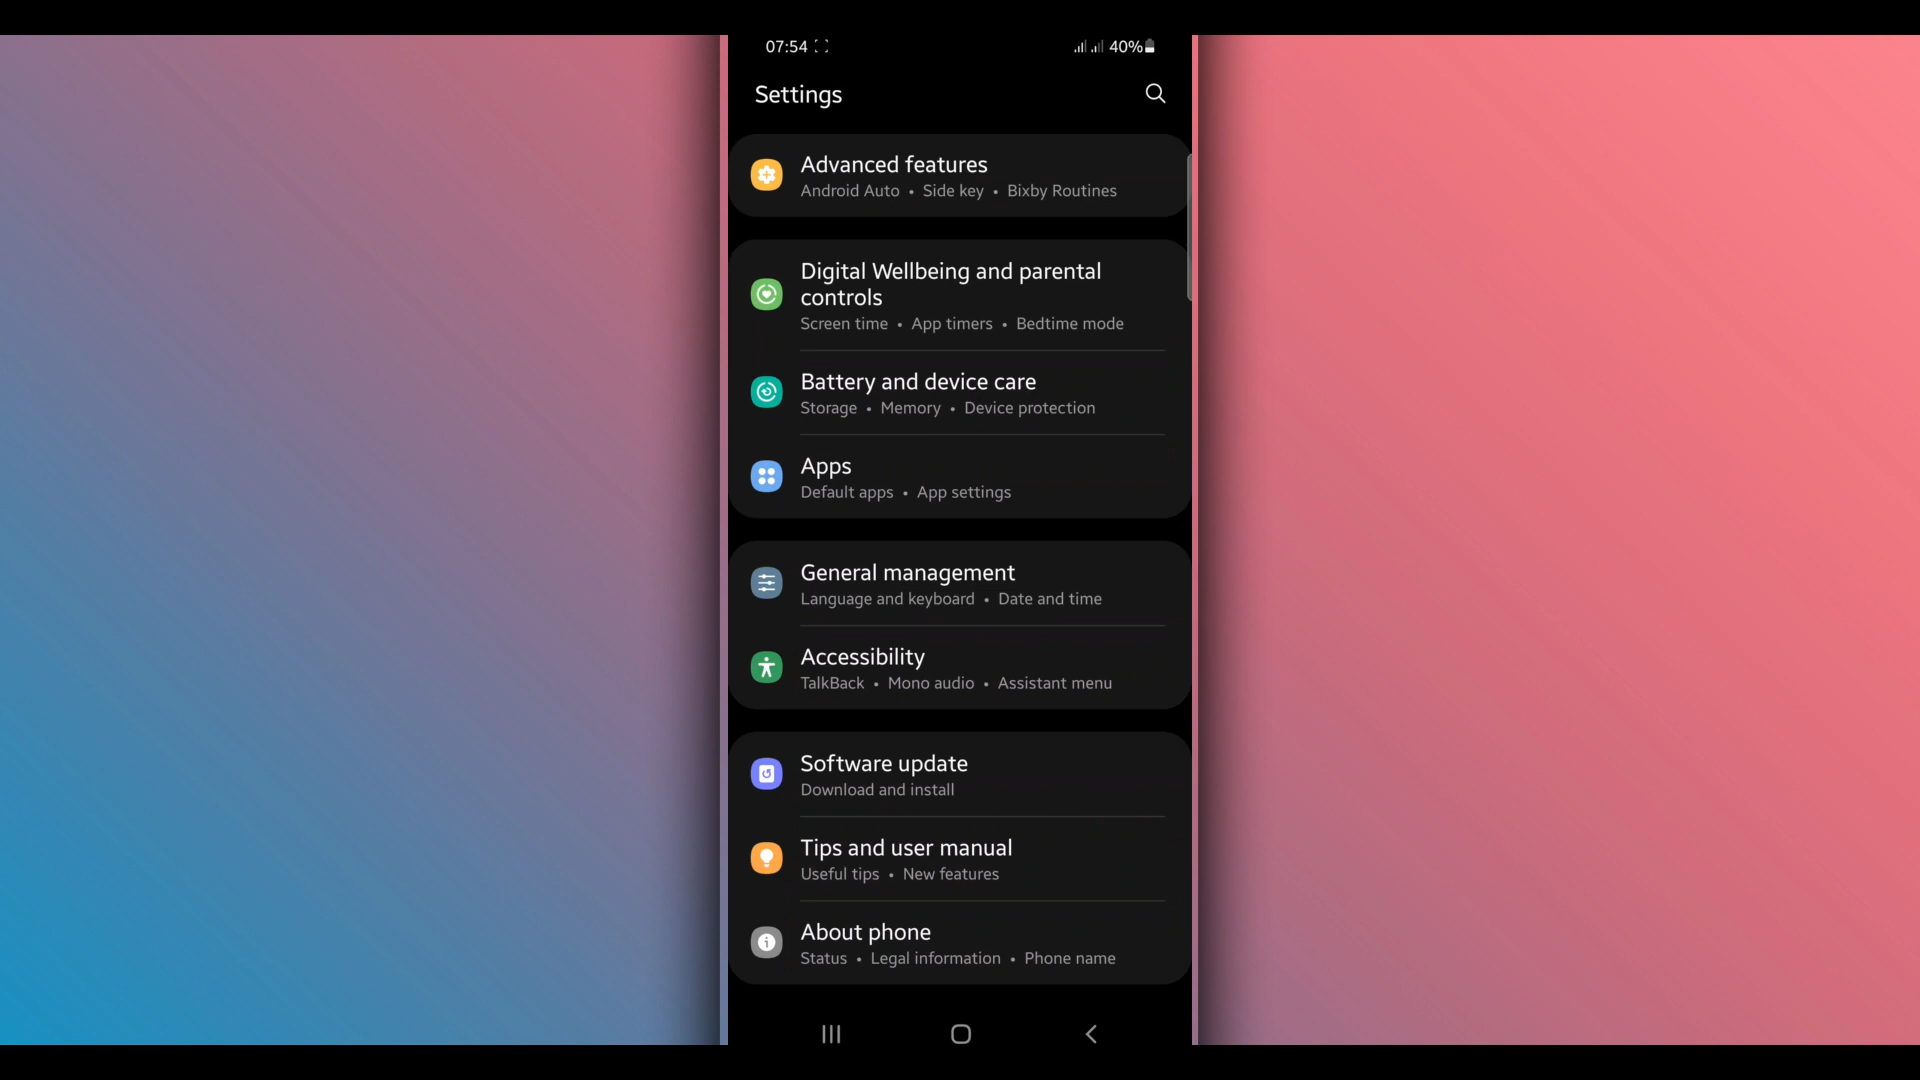 07:54 40%
Settings
Advanced features
Android Auto • Side key • Bixby Routines
Digital Wellbeing and parental
controls
Screen time • App timers • Bedtime mode
Battery and device care
Storage • Memory • Device protection
Apps
Default apps • App settings
General management
Language and keyboard • Date and time
Accessibility
TalkBack • Mono audio • Assistant menu
Software update
Download and install
Tips and user manual
Useful tips • New features
About phone
Status • Legal information • Phone name